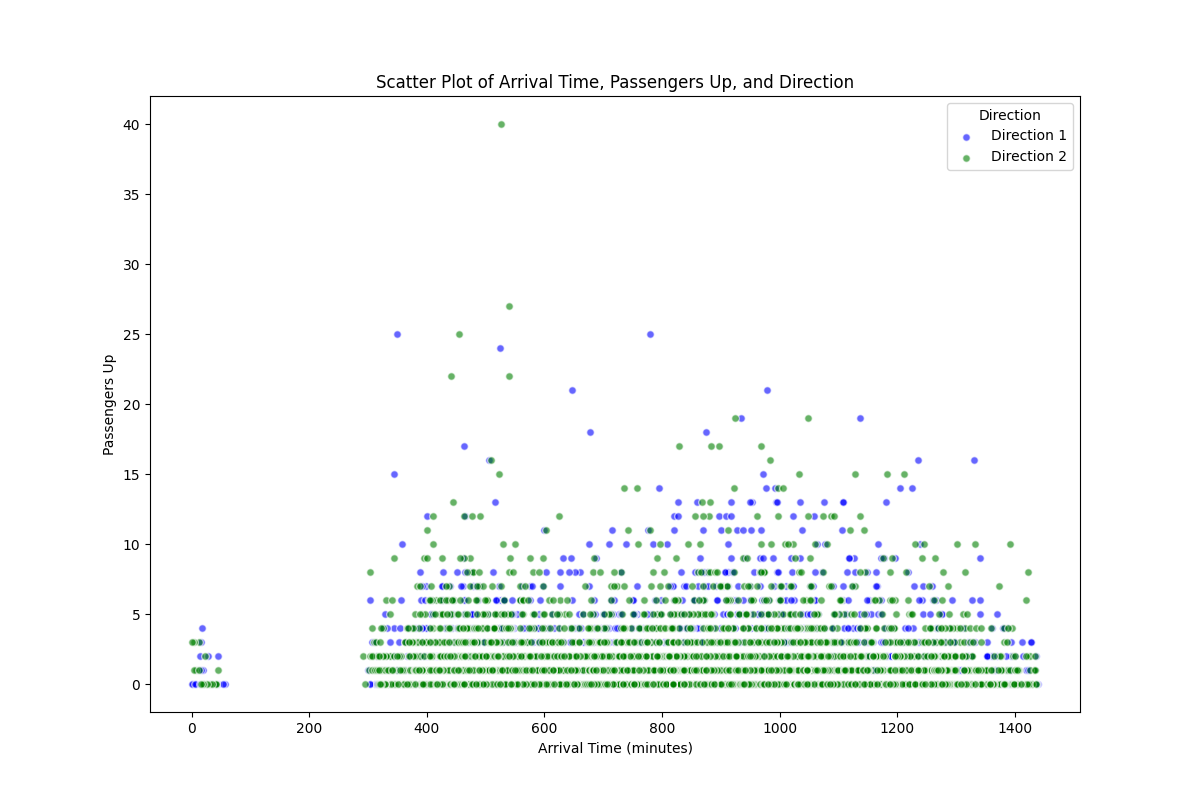 Scatter Plot of Arrival Time, Passengers Up, and Direction
Direction
Direction 1
Direction 2
Passengers Up
40
35
30
25
20
15
10
5
0
0 200 400 600 800 1000 1200 1400
Arrival Time (minutes)